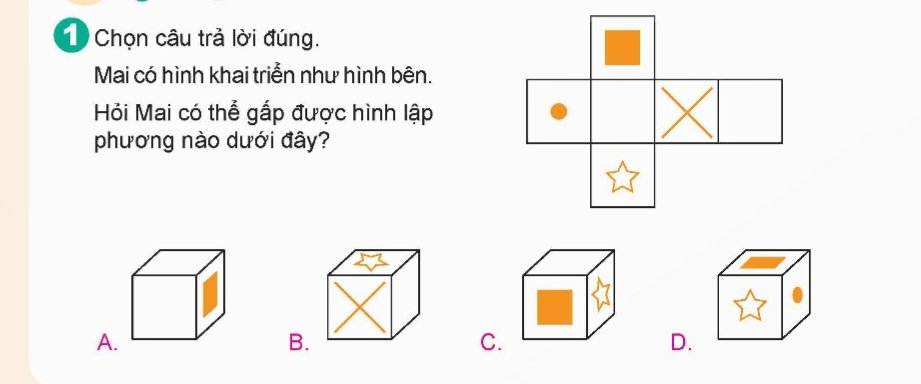 1 Chọn câu trả lời đúng.
Mai có hình khai triển như hình bên.
Hỏi Mai có thể gấp được hình lập
phương nào dưới đây?
A. B. C. D.